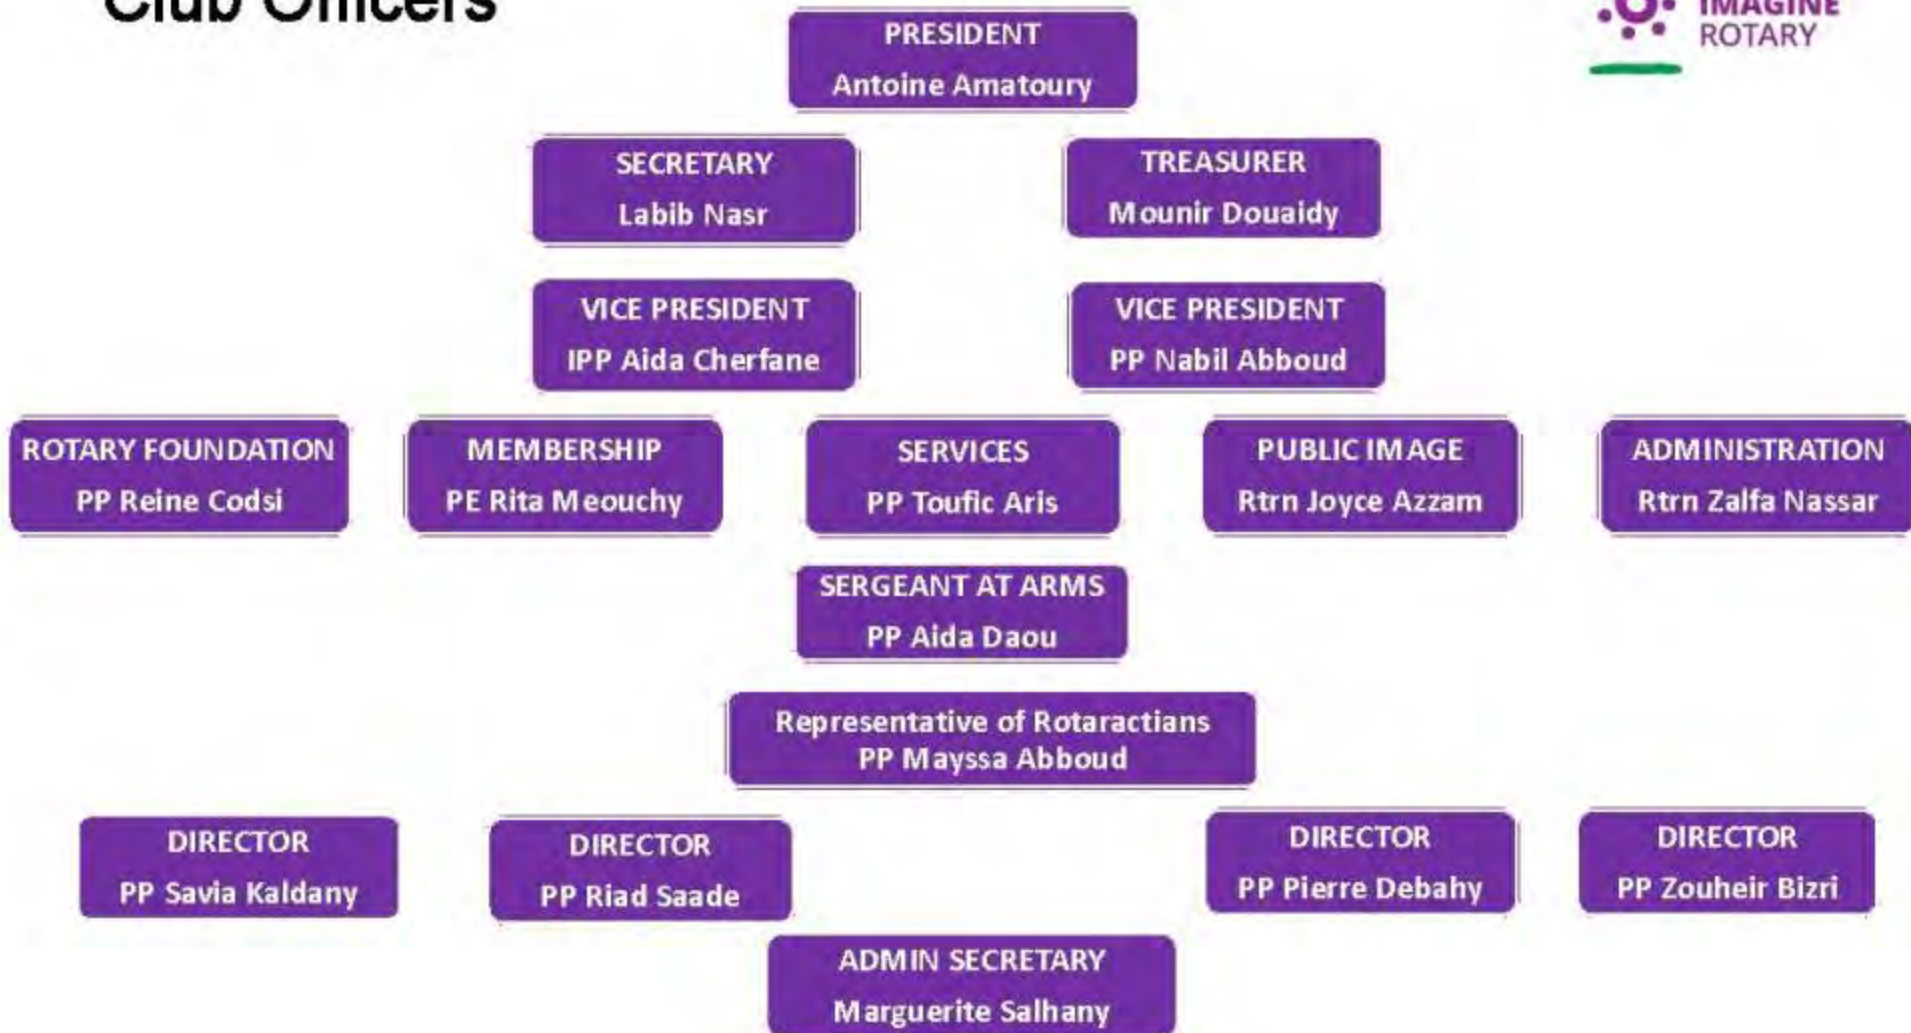 Club Officers
IMAGINE
ROTARY
PRESIDENT
Antoine Amatoury
SECRETARY
Labib Nasr
TREASURER
Mounir Douaidy
VICE PRESIDENT
IPP Aida Cherfane
VICE PRESIDENT
PP Nabil Abboud
ROTARY FOUNDATION
PP Reine Codsi
MEMBERSHIP
PE Rita Meouchy
SERVICES
PP Toufic Aris
PUBLIC IMAGE
Rtrn Joyce Azzam
ADMINISTRATION
Rtrn Zalfa Nassar
SERGEANT AT ARMS
PP Aida Daou
Representative of Rotaractians
PP Mayssa Abboud
DIRECTOR
PP Savia Kaldany
DIRECTOR
PP Riad Saade
DIRECTOR
PP Pierre Debahy
DIRECTOR
PP Zouheir Bizri
ADMIN SECRETARY
Marguerite Salhany